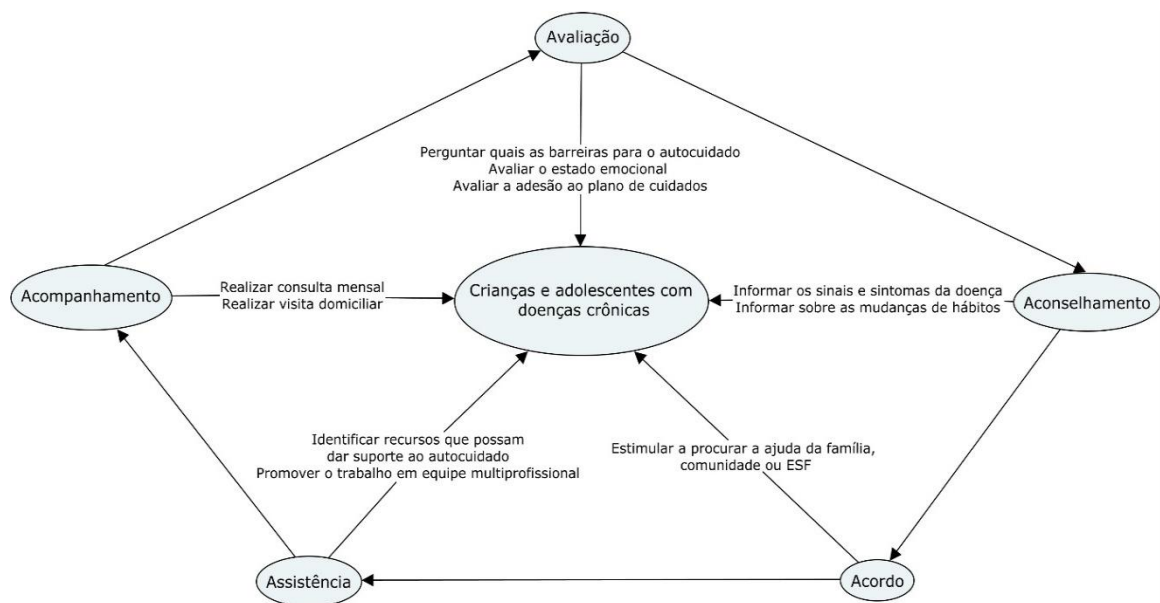 Avaliação
Perguntar quais as barreiras para o autocuidado
Avaliar o estado emocional
Avaliar a adesão ao plano de cuidados
Acompanhamento
Realizar consulta mensal
Realizar visita domiciliar
Crianças e adolescentes com
doenças crônicas
Informar os sinais e sintomas da doença
Informar sobre as mudanças de hábitos
Aconselhamento
Identificar recursos que possam
dar suporte ao autocuidado
Promover o trabalho em equipe multiprofissional
Estimular a procurar a ajuda da família,
comunidade ou ESF
Assistência
Acordo